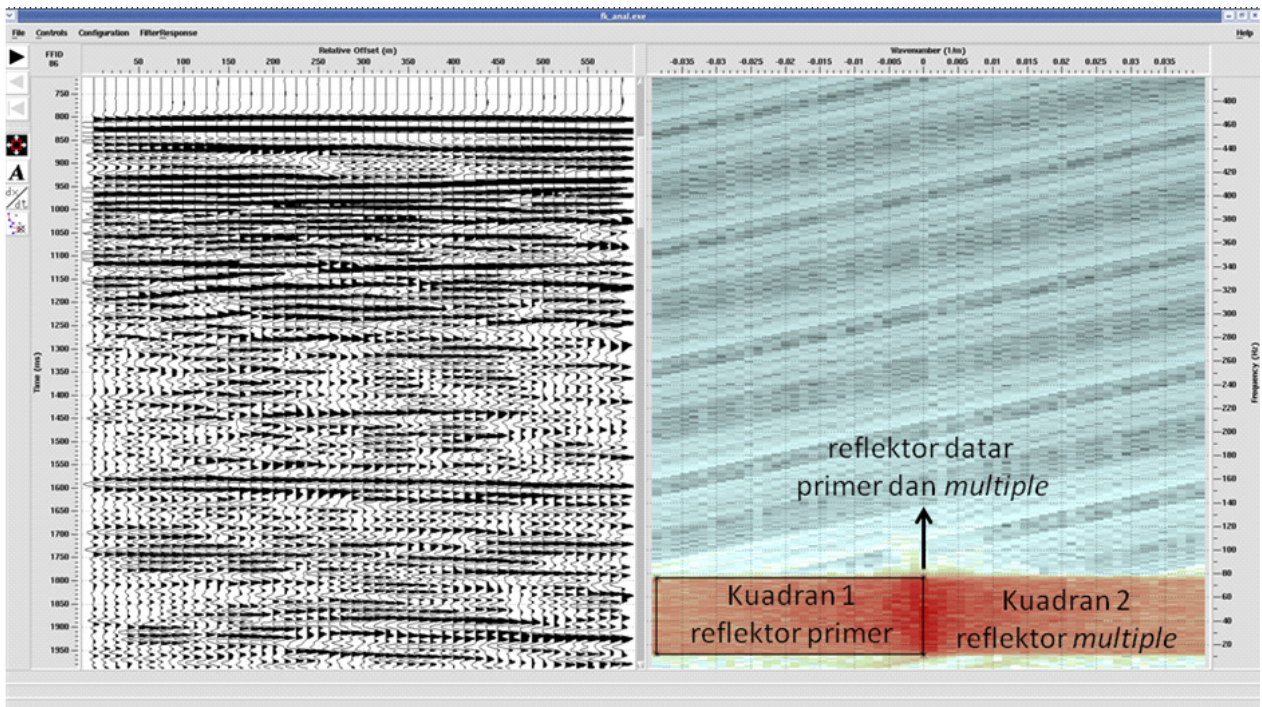 fk_anal.exe
File Controls Configuration FilterResponse Help
FFID
86
Relative Offset (m)
50 100 150 200 250 300 350 400 450 500 550
Time (ms)
750
800
850
900
950
1000
1050
1100
1150
1200
1250
1300
1350
1400
1450
1500
1550
1600
1650
1700
1750
1800
1850
1900
1950
A
dx/dt
Wavenumber (1/m)
-0.035 -0.03 -0.025 -0.02 -0.015 -0.01 -0.005 0 0.005 0.01 0.015 0.02 0.025 0.03 0.035
480
460
440
420
400
380
360
340
320
300
280
260
240
220
200
180
160
140
120
100
80
60
40
20
Frequency (Hz)
reflektor datar
primer dan multiple
Kuadran 1
reflektor primer
Kuadran 2
reflektor multiple